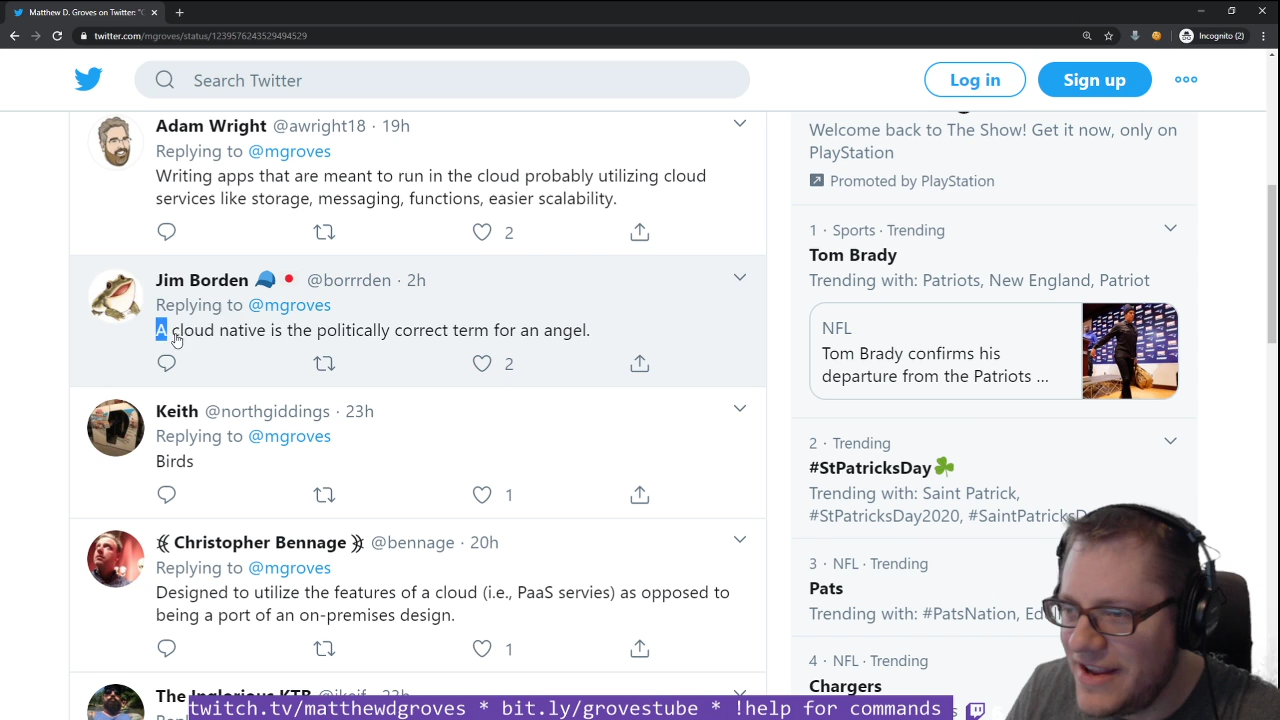 Matthew D. Groves on Twitter: "
twitter.com/mgroves/status/1239576243529494529
Incognito (2)
Search Twitter
Log in
Sign up
Adam Wright @awright18 · 19h
Replying to @mgroves
Writing apps that are meant to run in the cloud probably utilizing cloud
services like storage, messaging, functions, easier scalability.
2
Jim Borden @borrrden · 2h
Replying to @mgroves
A cloud native is the politically correct term for an angel.
2
Keith @northgiddings · 23h
Replying to @mgroves
Birds
1
Christopher Bennage @bennage · 20h
Replying to @mgroves
Designed to utilize the features of a cloud (i.e., PaaS servies) as opposed to
being a part of an on-premises design.
1
The Inglorious KTB
Welcome back to The Show! Get it now, only on
PlayStation
Promoted by PlayStation
1 · Sports · Trending
Tom Brady
Trending with: Patriots, New England, Patriot
NFL
Tom Brady confirms his
departure from the Patriots ...
2 · Trending
#StPatricksDay
Trending with: Saint Patrick,
#StPatricksDay2020, #SaintPatricksD
3 · NFL · Trending
Pats
Trending with: #PatsNation,
4 · NFL · Trending
Chargers
twitch.tv/matthewdgroves * bit.ly/grovestube * !help for commands